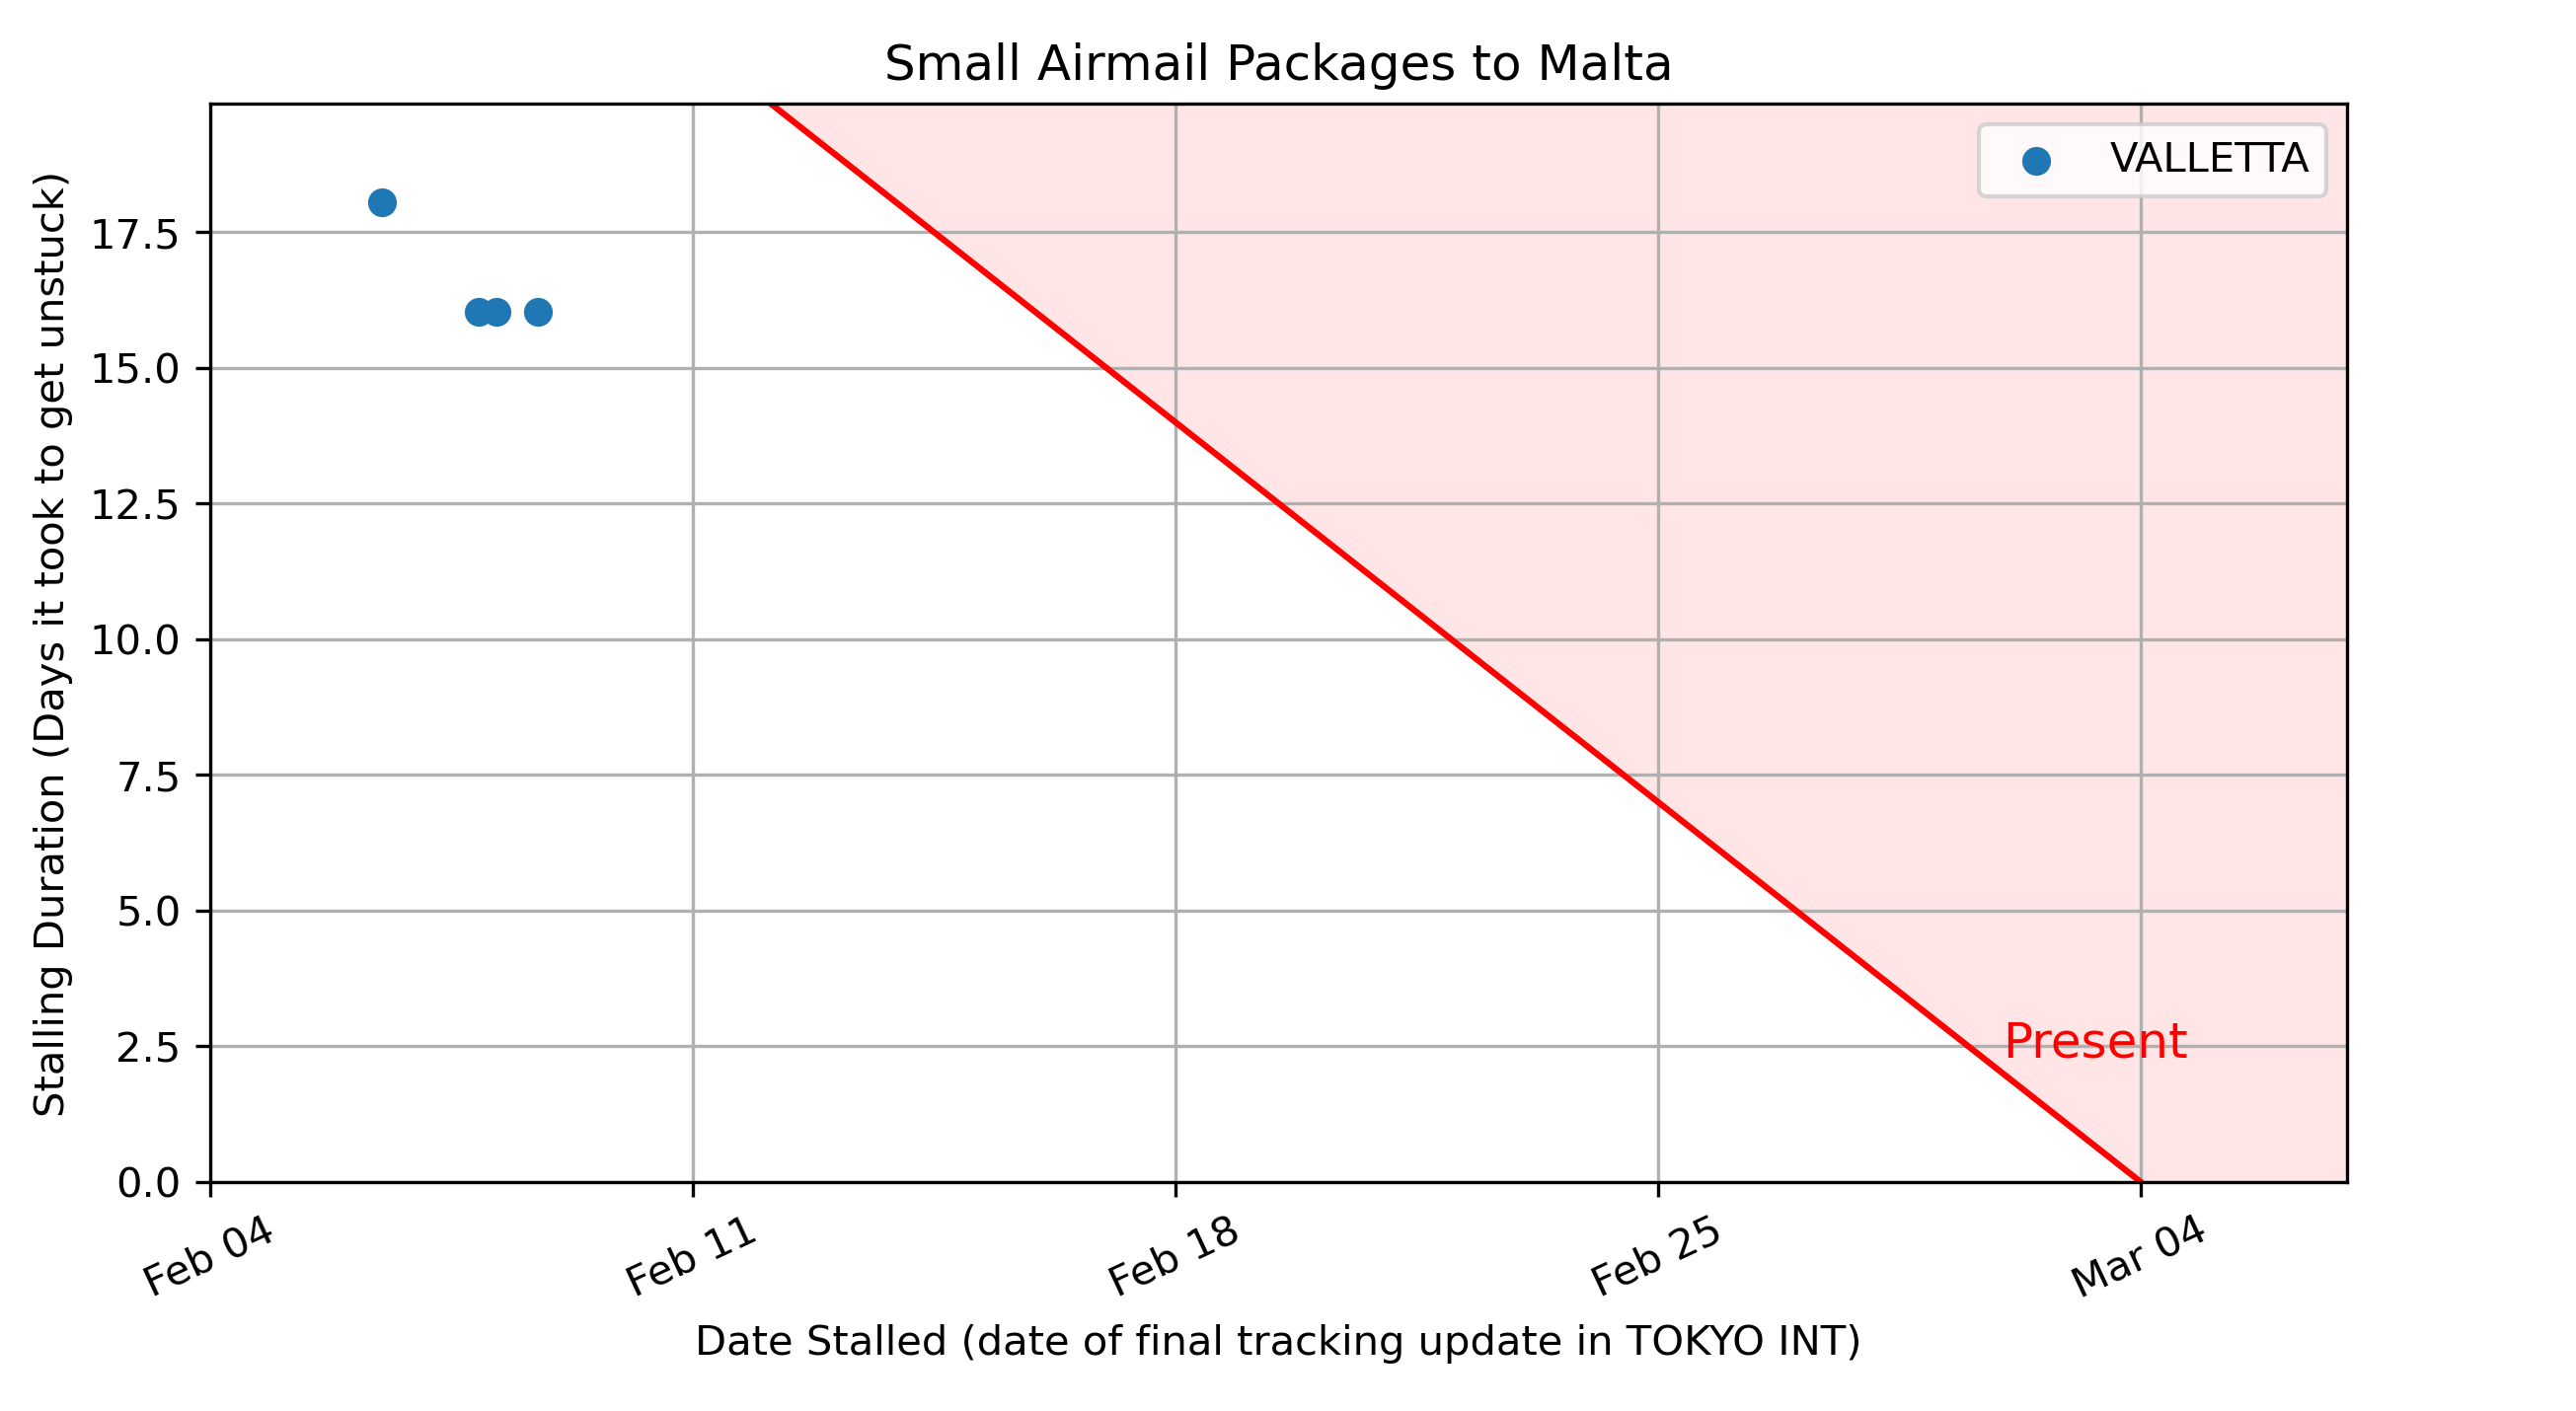 Small Airmail Packages to Malta
VALLETTA
Stalling Duration (Days it took to get unstuck)
17.5
15.0
12.5
10.0
7.5
5.0
2.5
0.0
Present
Feb 04
Feb 11
Feb 18
Feb 25
Mar 04
Date Stalled (date of final tracking update in TOKYO INT)